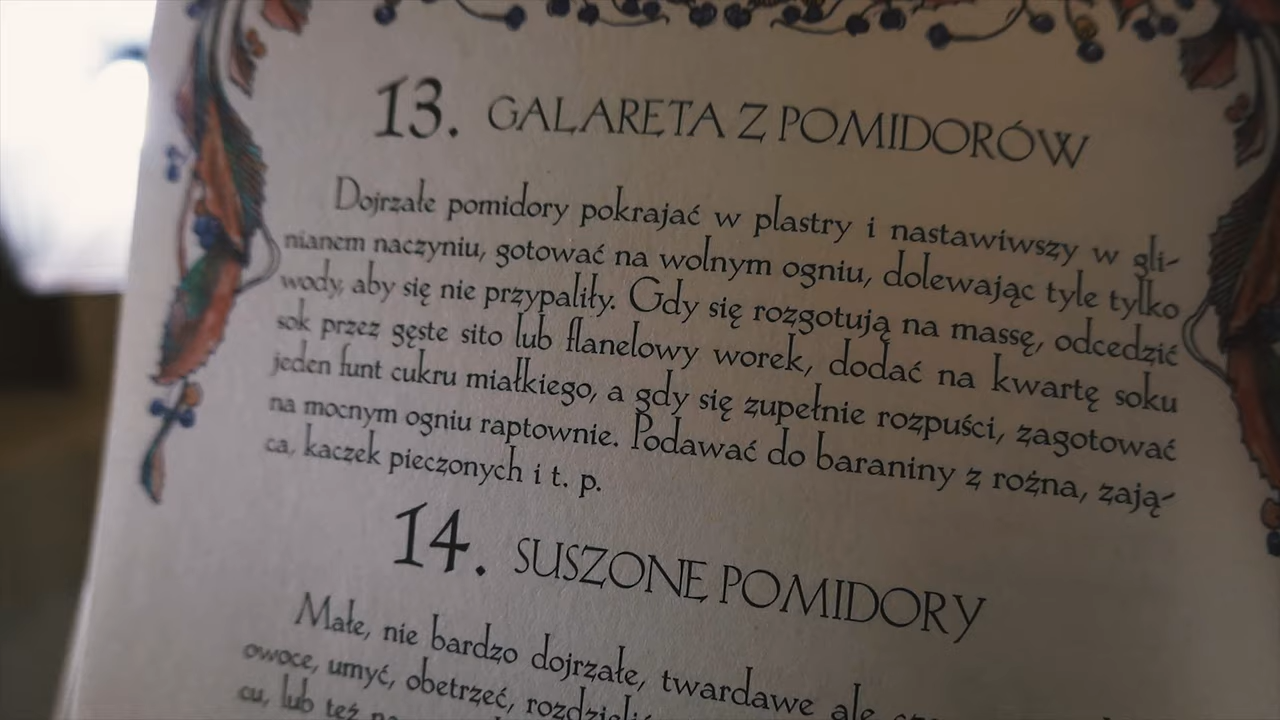 13. GALARETA Z POMIDORÓW
Dojrzałe pomidory pokrajać w plastry i nastawiwszy w gli-
nianem naczyniu, gotować na wolnym ogniu, dolewając tyle tylko
wody, aby się nie przypaliły. Gdy się rozgotują na massę, odcedzić
sok przez gęste sito lub flanelowy worek, dodać na kwartę soku
jeden funt cukru miałkiego, a gdy się zupełnie rozpuści, zagotować
na mocnym ogniu raptownie. Podawać do baraniny z rożna, zają-
ca, kaczek pieczonych i t. p.
14. SUSZONE POMIDORY
Małe, nie bardzo dojrzałe, twardawe ale
owoce, umyć, obetrzeć,
cu, lub też